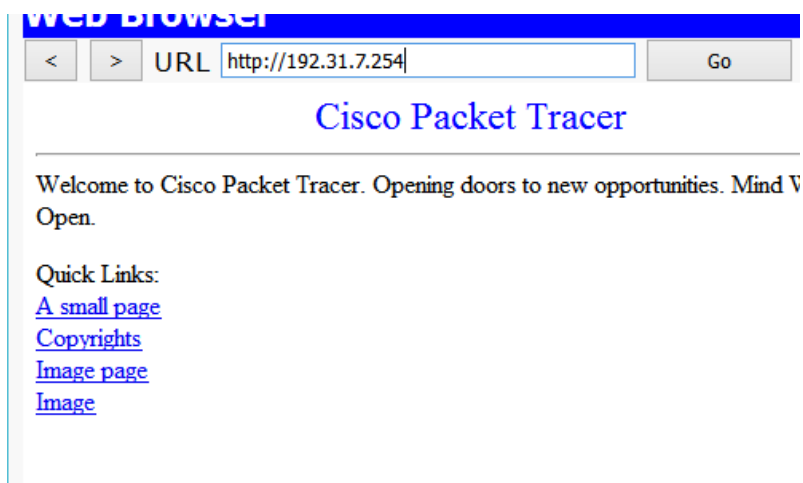 Web Browser
< > URL http://192.31.7.254 Go
Cisco Packet Tracer
Welcome to Cisco Packet Tracer. Opening doors to new opportunities. Mind
Open.
Quick Links:
A small page
Copyrights
Image page
Image